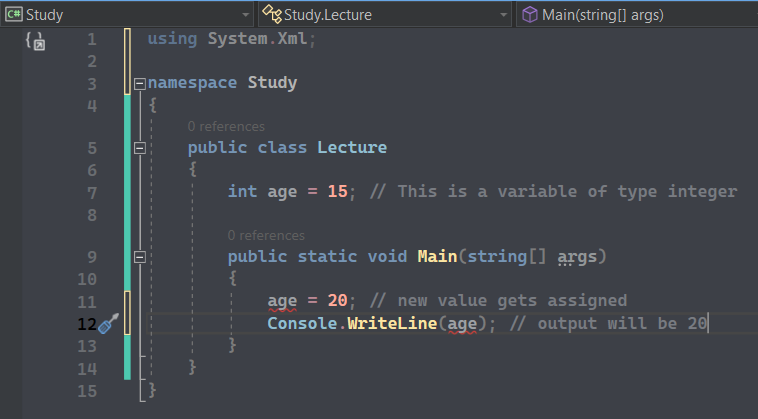 C# Study Study.Lecture Main(string[] args)
1 using System.Xml;
2
3 namespace Study
4 {
0 references
5 public class Lecture
6 {
7 int age = 15; // This is a variable of type integer
8
0 references
9 public static void Main(string[] args)
10 {
11 age = 20; // new value gets assigned
12 Console.WriteLine(age); // output will be 20
13 }
14 }
15 }